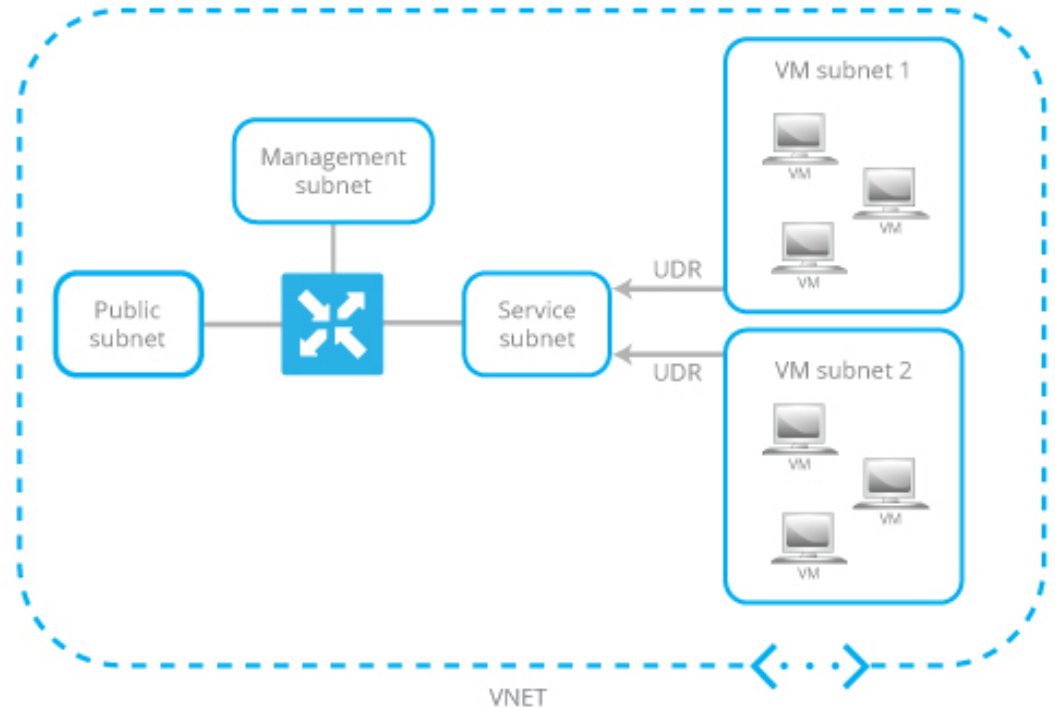 VM subnet 1
VM
VM
VM
Management
subnet
Public
subnet
Service
subnet
UDR
UDR
VM subnet 2
VM
VM
VM
VNET